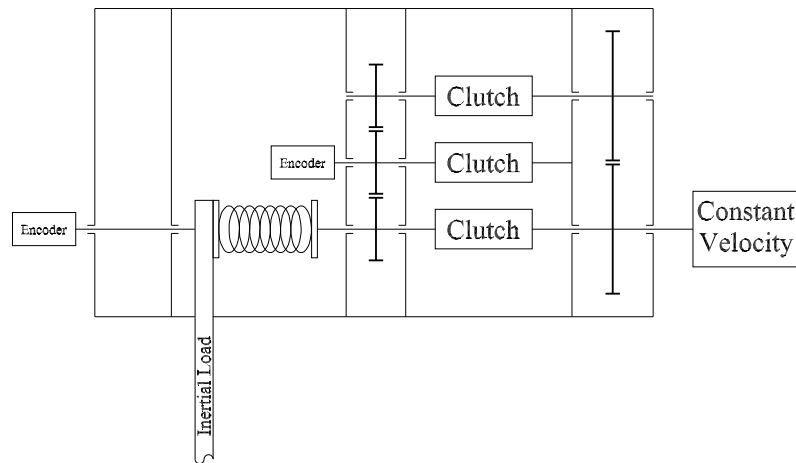 Clutch
Encoder
Clutch
Encoder
Clutch
Constant
Velocity
Inertial Load